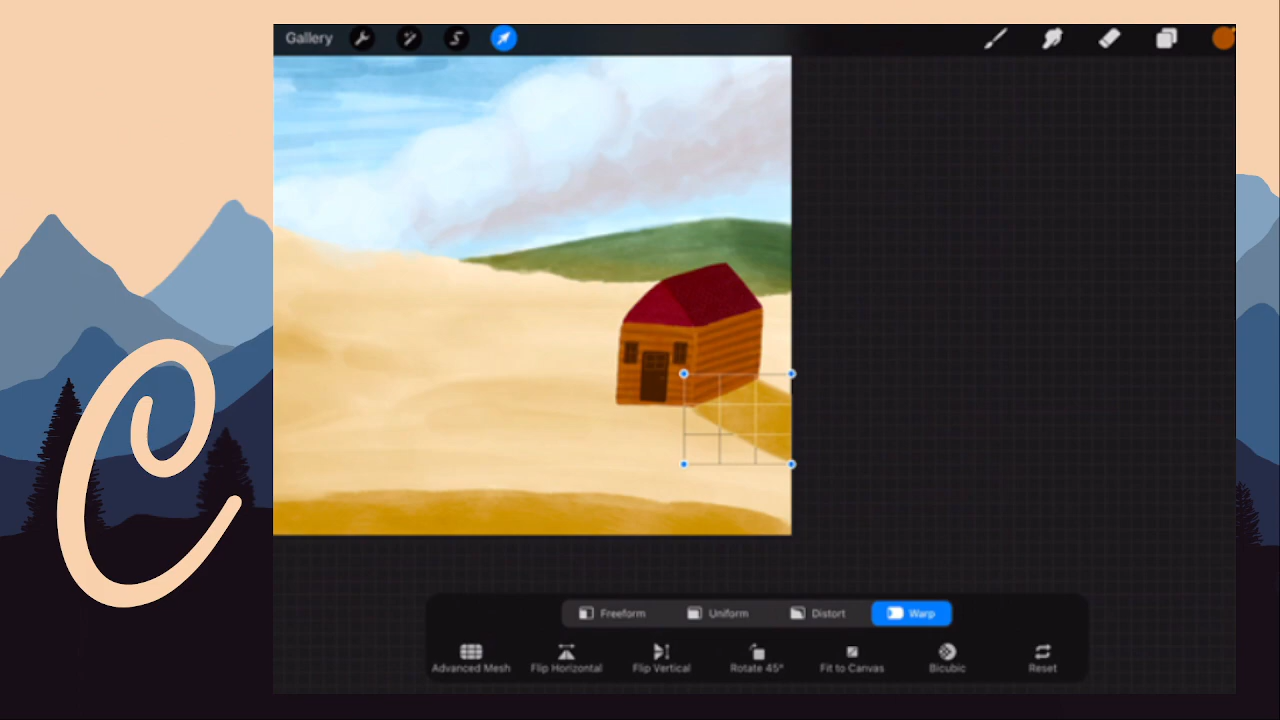 Gallery
C
Freeform Uniform Distort Warp
Advanced Mesh Flip Horizontal Flip Vertical Rotate 45° Fit to Canvas Bicubic Reset